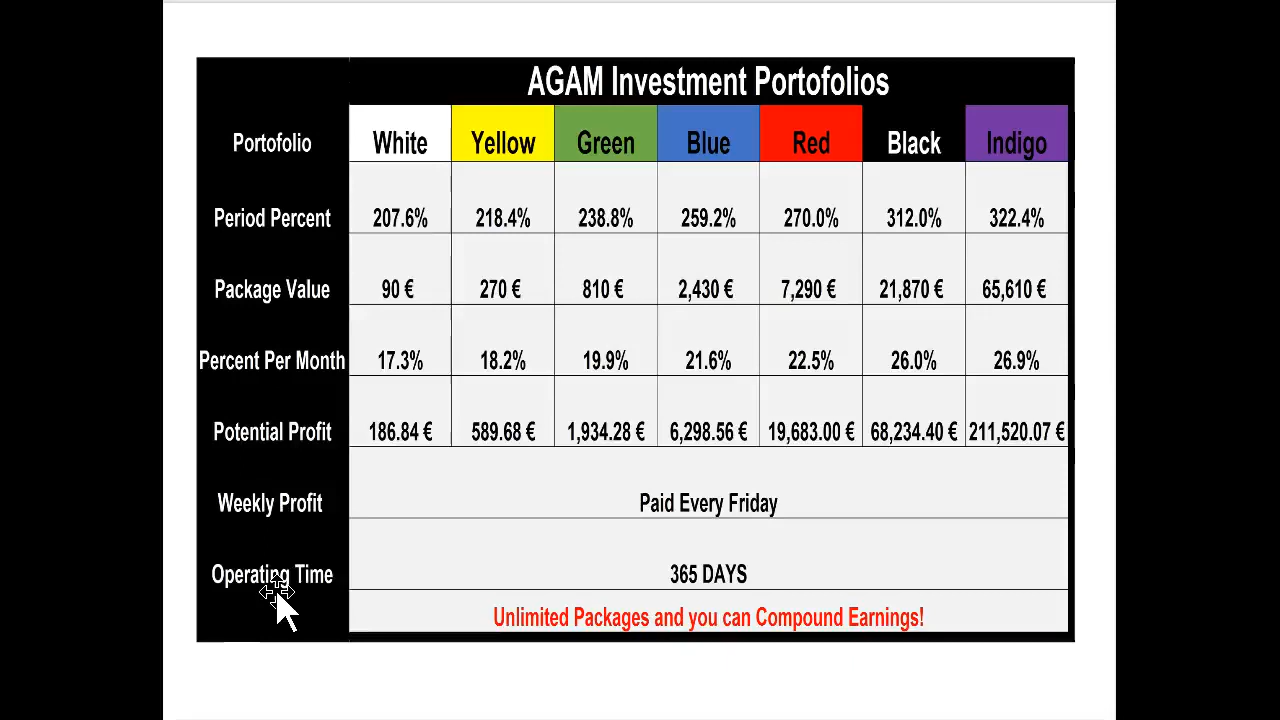 AGAM Investment Portofolios
Portofolio White Yellow Green Blue Red Black Indigo
Period Percent 207.6% 218.4% 238.8% 259.2% 270.0% 312.0% 322.4%
Package Value 90 € 270 € 810 € 2,430 € 7,290 € 21,870 € 65,610 €
Percent Per Month 17.3% 18.2% 19.9% 21.6% 22.5% 26.0% 26.9%
Potential Profit 186.84 € 589.68 € 1,934.28 € 6,298.56 € 19,683.00 € 68,234.40 € 211,520.07 €
Weekly Profit Paid Every Friday
Operating Time 365 DAYS
Unlimited Packages and you can Compound Earnings!